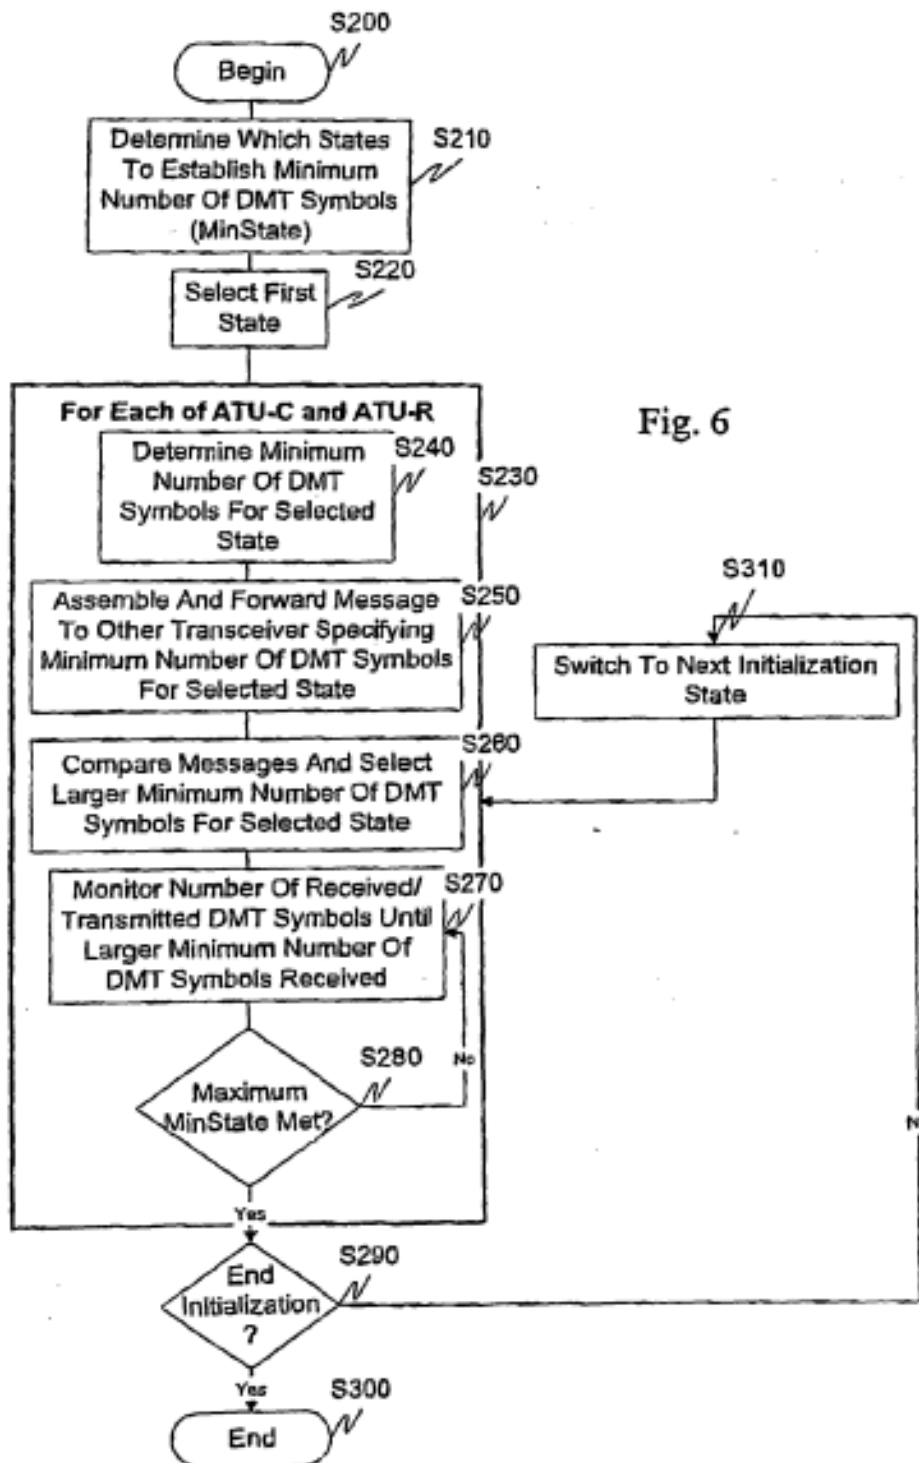 S200
Begin
Determine Which States
To Establish Minimum
Number Of DMT Symbols
(MinState)
S210
Select First
State
S220
For Each of ATU-C and ATU-R
Fig. 6
Determine Minimum
Number Of DMT
Symbols For Selected
State
S240
S230
Assemble And Forward Message
To Other Transceiver Specifying
Minimum Number Of DMT Symbols
For Selected State
S250
S310
Switch To Next Initialization
State
Compare Messages And Select
Larger Minimum Number Of DMT
Symbols For Selected State
S260
Monitor Number Of Received/
Transmitted DMT Symbols Until
Larger Minimum Number Of
DMT Symbols Received
S270
Maximum
MinState Met?
S280
No
Yes
End
Initialization
?
S290
N
Yes
End
S300